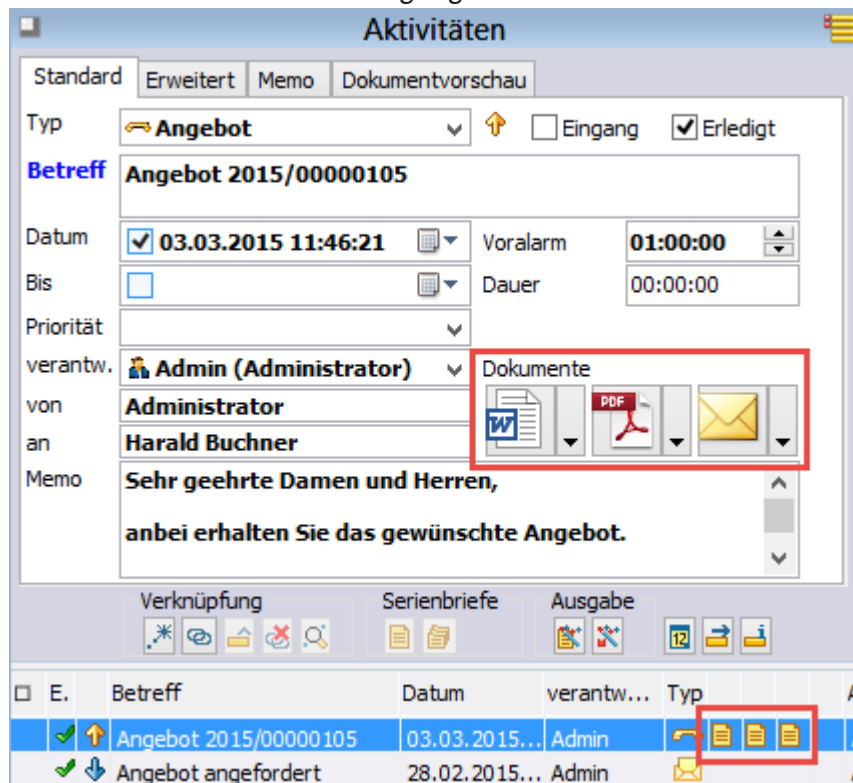 Aktivitäten
Standard Erweitert Memo Dokumentvorschau
Typ Angebot Eingang Erledigt
Betreff Angebot 2015/00000105
Datum 03.03.2015 11:46:21 Voralarm 01:00:00
Bis Dauer 00:00:00
Priorität
verantw. Admin (Administrator) Dokumente
von Administrator W PDF
an Harald Buchner
Memo Sehr geehrte Damen und Herren,
anbei erhalten Sie das gewünschte Angebot.
Verknüpfung Serienbriefe Ausgabe
12
E. Betreff Datum verantw... Typ
Angebot 2015/00000105 03.03.2015... Admin
Angebot angefordert 28.02.2015... Admin